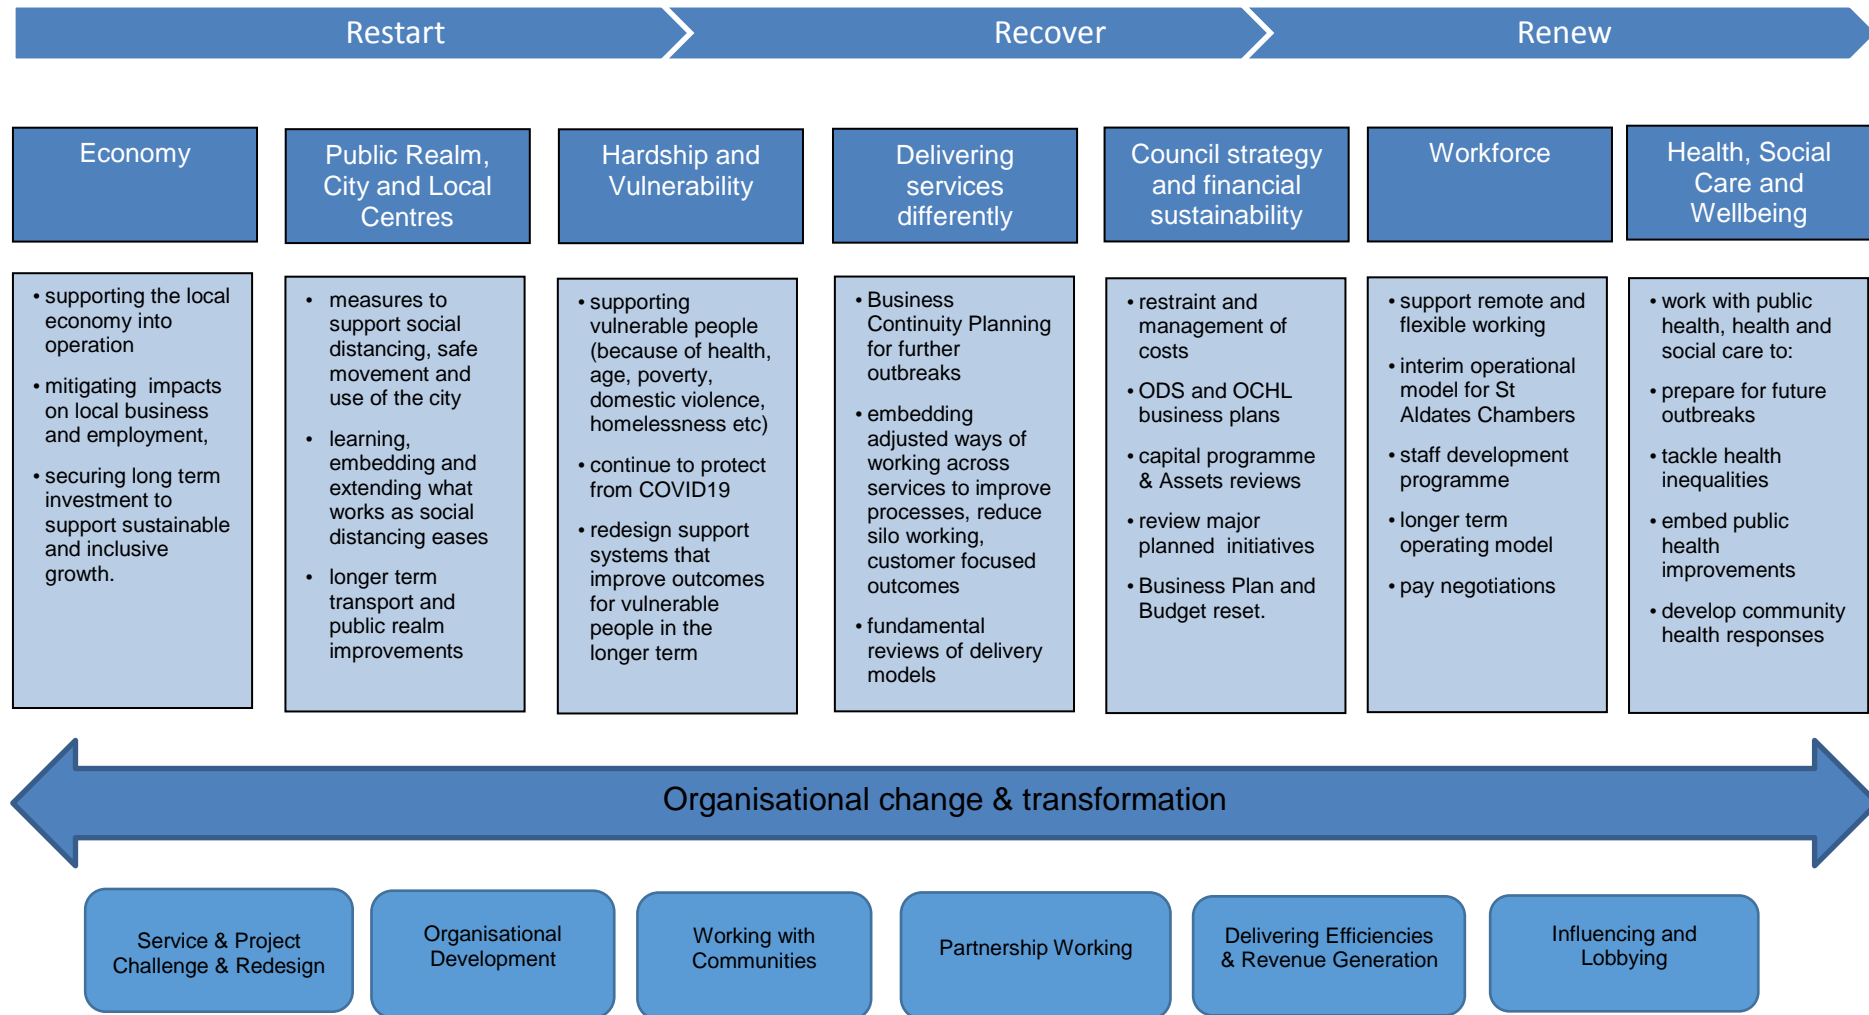 Restart
Recover
Renew
Economy
Public Realm,
City and Local
Centres
Hardship and
Vulnerability
Delivering
services
differently
Council strategy
and financial
sustainability
Workforce
Health, Social
Care and
Wellbeing
• supporting the local
economy into
operation
• mitigating  impacts
on local business
and employment,
• securing long term
investment to
support sustainable
and inclusive
growth.
• measures to
support social
distancing, safe
movement and
use of the city
• learning,
embedding and
extending what
works as social
distancing eases
• longer term
transport and
public realm
improvements
• supporting
vulnerable people
(because of health,
age, poverty,
domestic violence,
homelessness etc)
• continue to protect
from COVID19
• redesign support
systems that
improve outcomes
for vulnerable
people in the
longer term
• Business
Continuity Planning
for further
outbreaks
• embedding
adjusted ways of
working across
services to improve
processes, reduce
silo working,
customer focused
outcomes
• fundamental
reviews of delivery
models
• restraint and
management of
costs
• ODS and OCHL
business plans
• capital programme
& Assets reviews
• review major
planned  initiatives
• Business Plan and
Budget reset.
• support remote and
flexible working
• interim operational
model for St
Aldates Chambers
• staff development
programme
• longer term
operating model
• pay negotiations
• work with public
health, health and
social care to:
• prepare for future
outbreaks
• tackle health
inequalities
• embed public
health
improvements
• develop community
health responses
Organisational change & transformation
Service & Project
Challenge & Redesign
Organisational
Development
Working with
Communities
Partnership Working
Delivering Efficiencies
& Revenue Generation
Influencing and
Lobbying